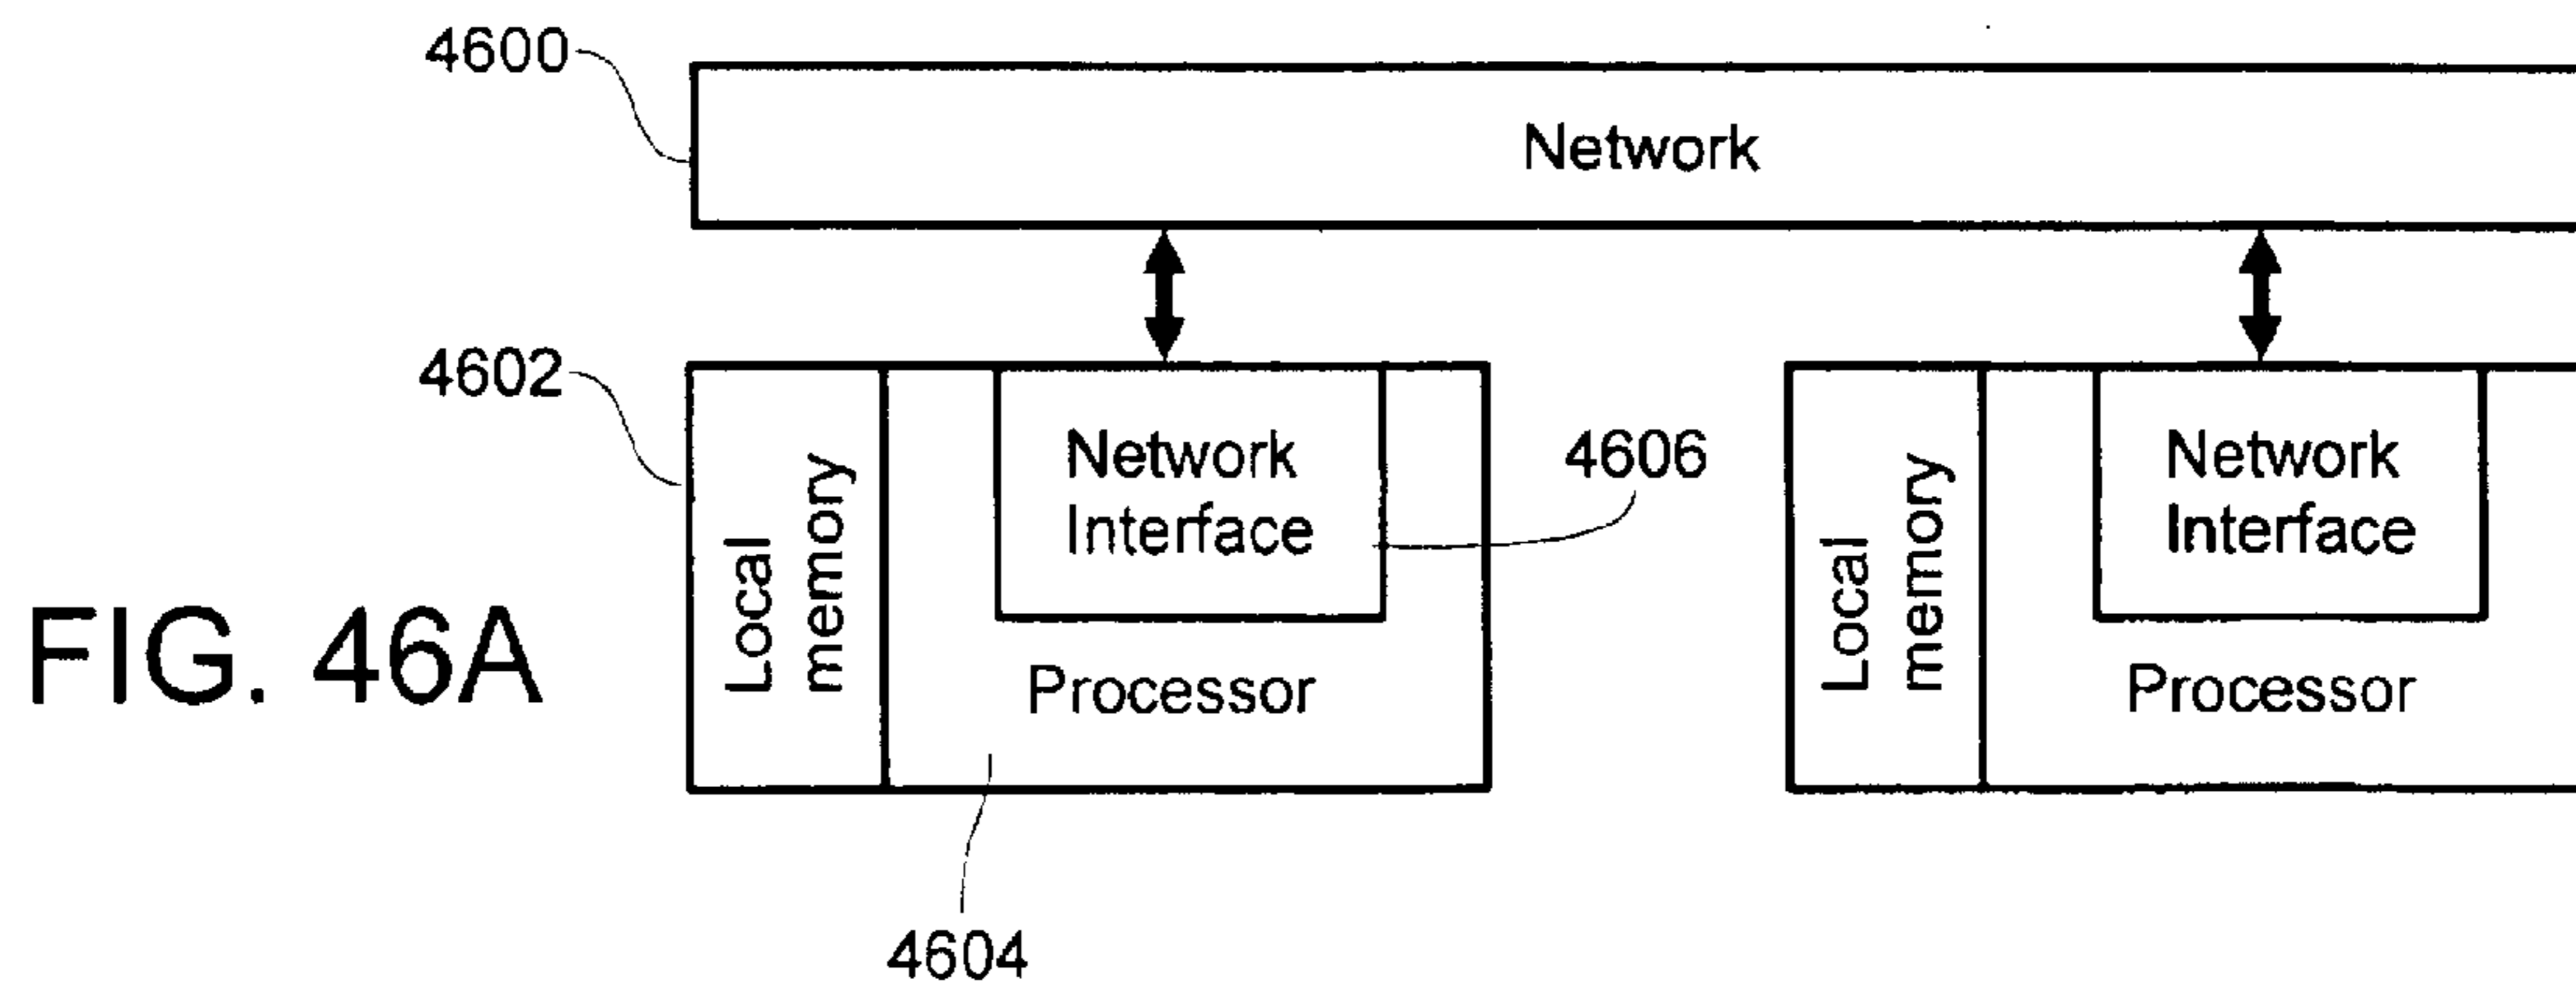 4600
Network
4602
Local
memory
Network
Interface
4606
Processor
4604
Local
memory
Network
Interface
Processor
FIG. 46A